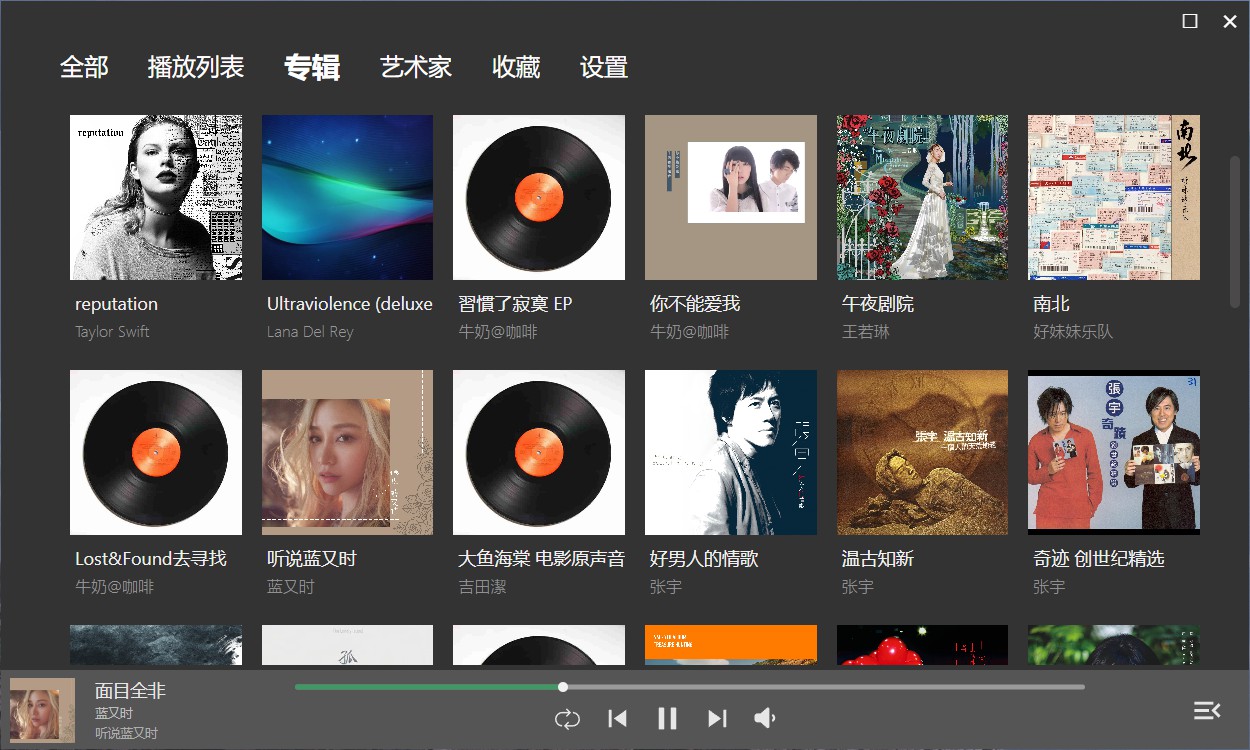 全部 播放列表 专辑 艺术家 收藏 设置
reputation
午夜剧院
南北
reputation Ultraviolence (deluxe 習慣了寂寞 EP 你不能爱我 午夜剧院 南北
Taylor Swift Lana Del Rey 牛奶@咖啡 牛奶@咖啡 王若琳 好妹妹乐队
張宇 温古知新
張宇
奇蹟
31
Lost&Found去寻找 听说蓝又时 大鱼海棠 电影原声音 好男人的情歌 温古知新 奇迹 创世纪精选
牛奶@咖啡 蓝又时 吉田潔 张宇 张宇 张宇
孤
TREASURE HUNTING
面目全非
蓝又时
听说蓝又时